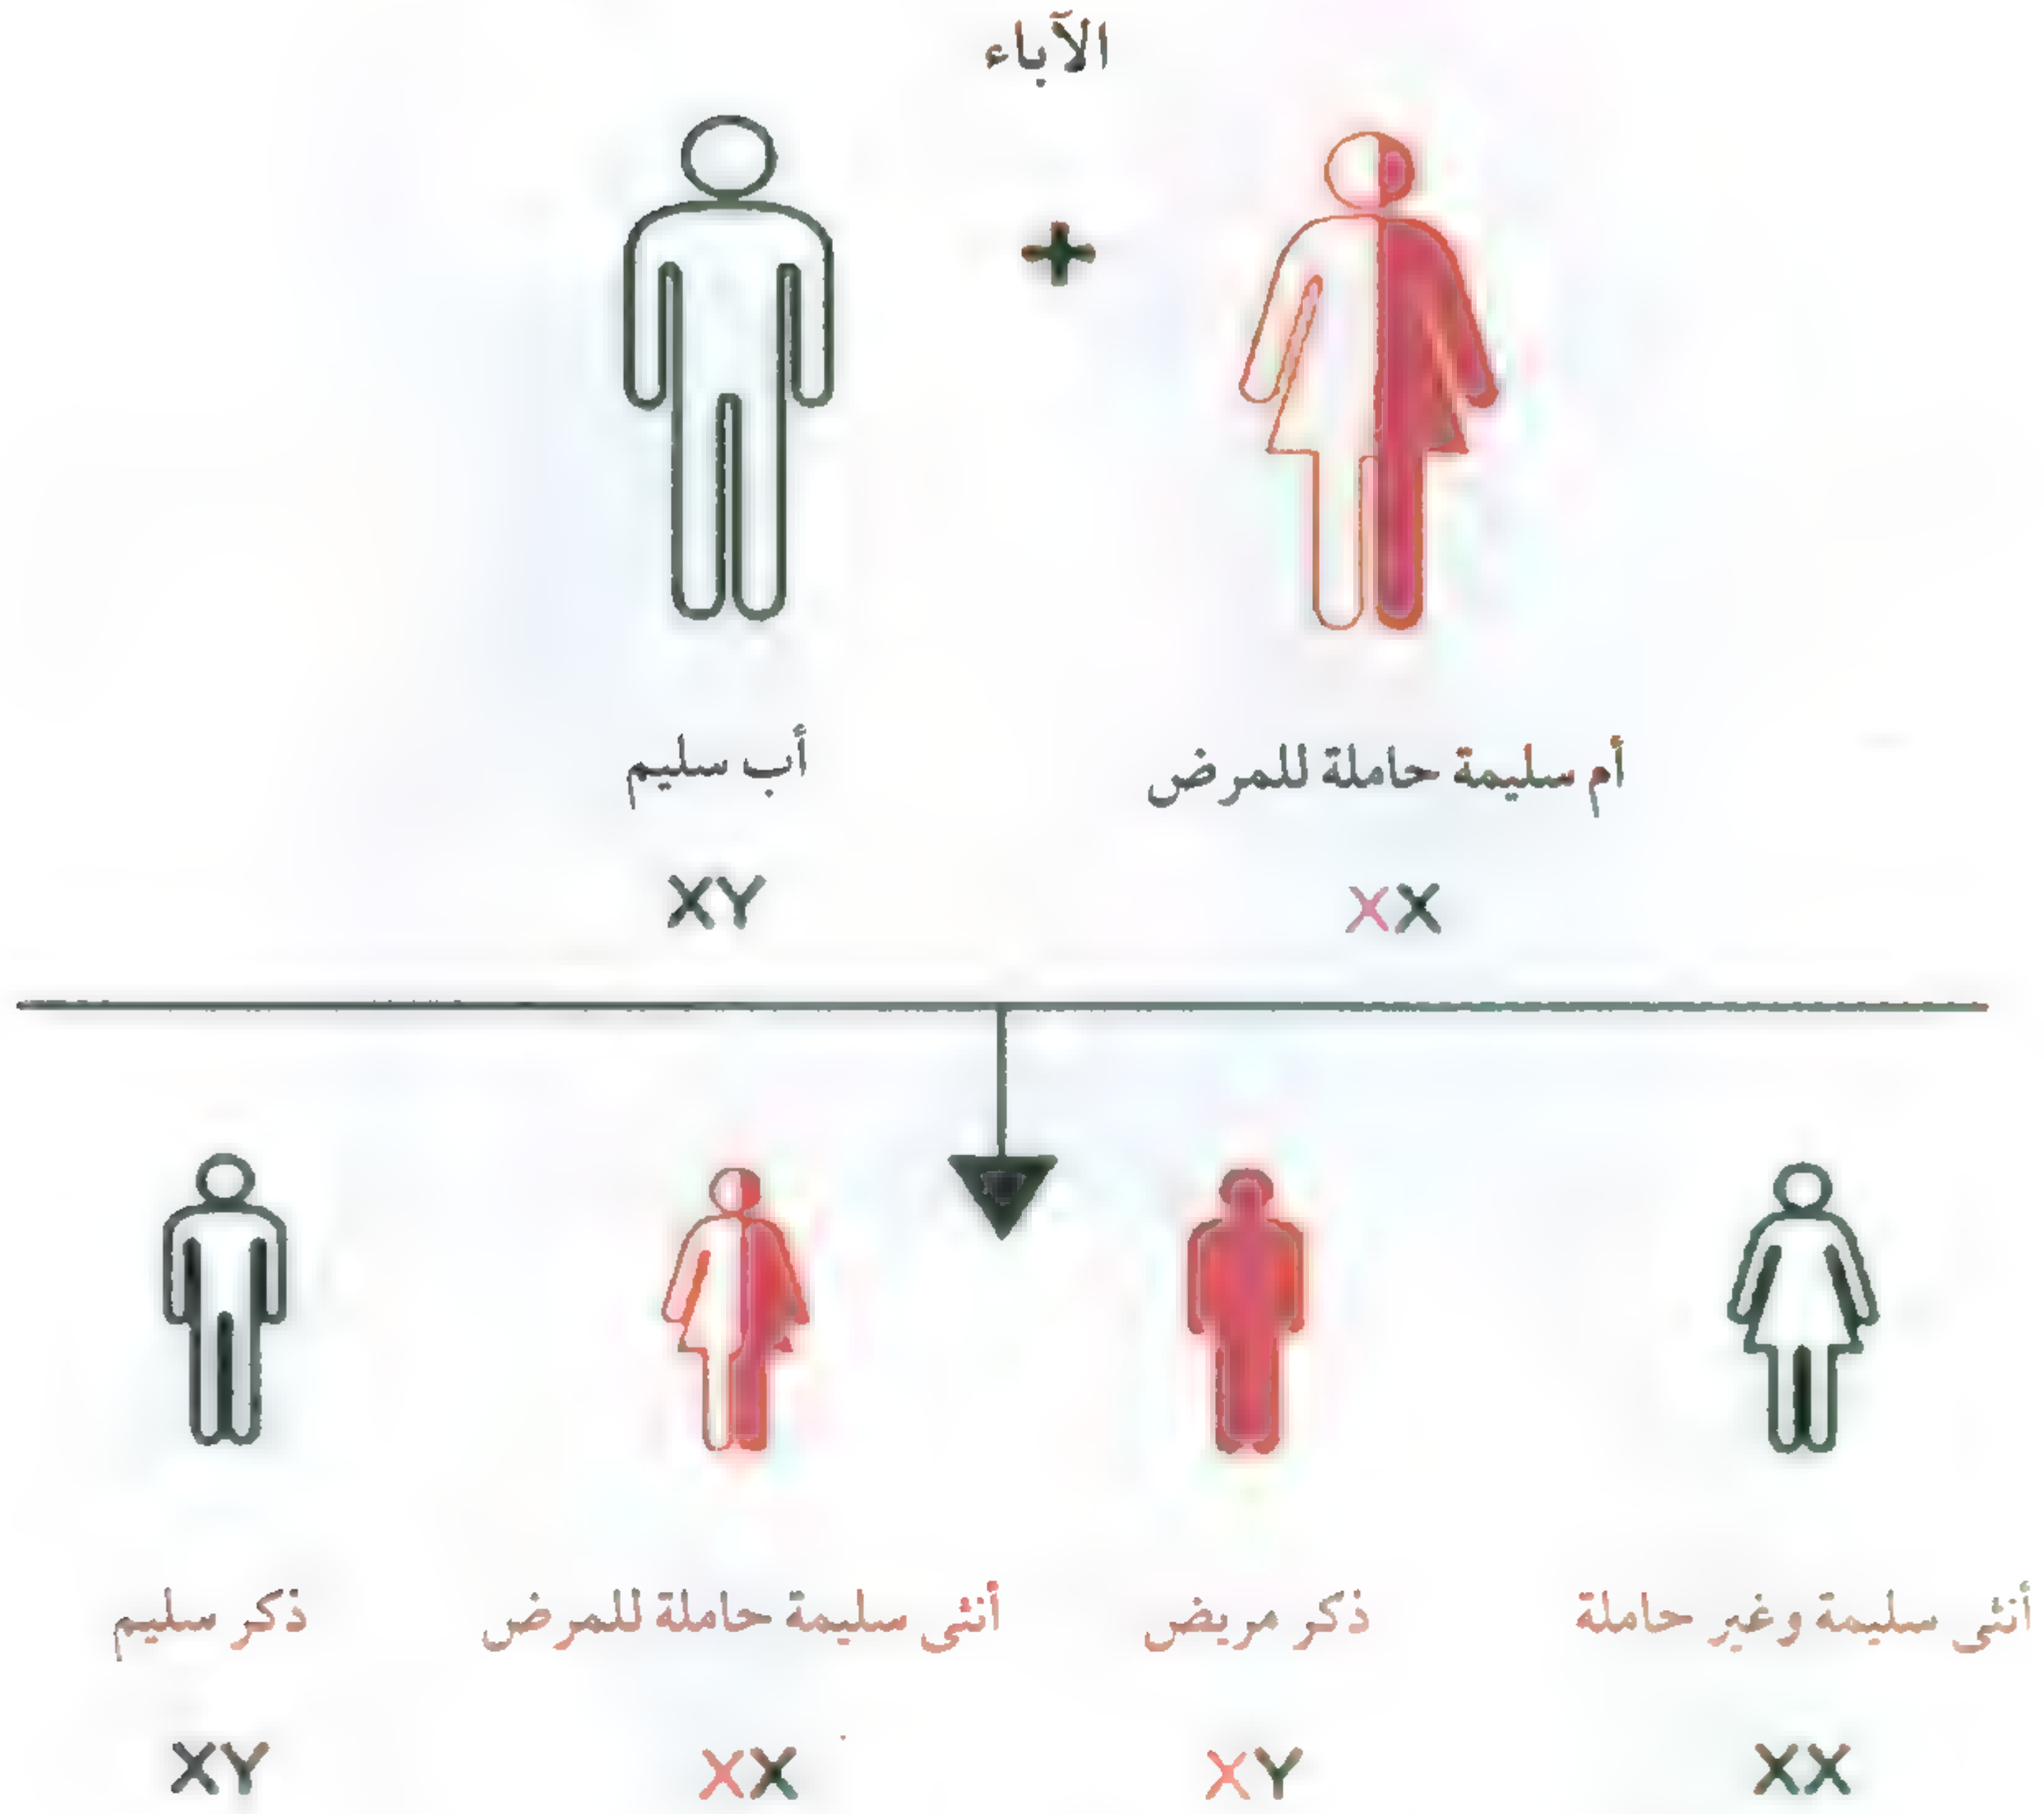 الآباء
+
أم سليمة حاملة للمرض
أب سليم
XX
XY
أنثى سليمة وغير حاملة
ذكر مريض
أنثى سليمة حاملة للمرض
ذكر سليم
XX
XY
XX
XY